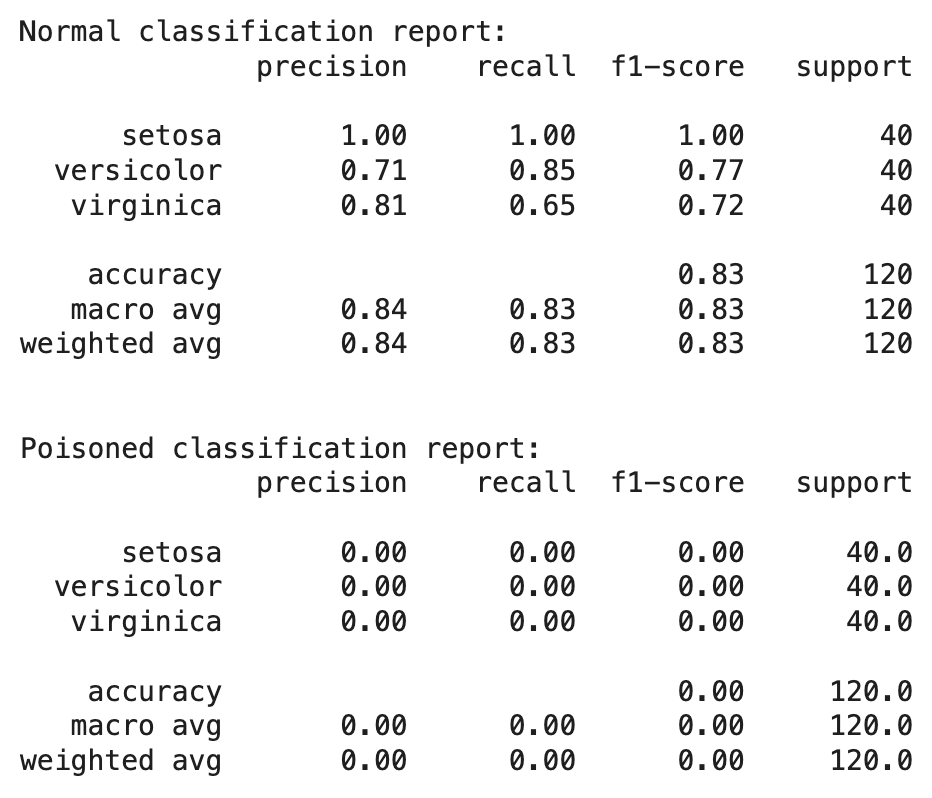 Normal classification report:
precision recall f1-score support
setosa 1.00 1.00 1.00 40
versicolor 0.71 0.85 0.77 40
virginica 0.81 0.65 0.72 40
accuracy 0.83 120
macro avg 0.84 0.83 0.83 120
weighted avg 0.84 0.83 0.83 120
Poisoned classification report:
precision recall f1-score support
setosa 0.00 0.00 0.00 40.0
versicolor 0.00 0.00 0.00 40.0
virginica 0.00 0.00 0.00 40.0
accuracy 0.00 120.0
macro avg 0.00 0.00 0.00 120.0
weighted avg 0.00 0.00 0.00 120.0